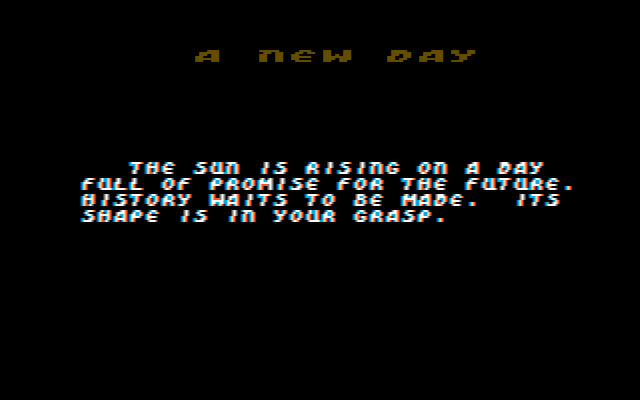 A NEW DAY
THE SUN IS RISING ON A DAY
FULL OF PROMISE FOR THE FUTURE.
HISTORY WAITS TO BE MADE.  ITS
SHAPE IS IN YOUR GRASP.